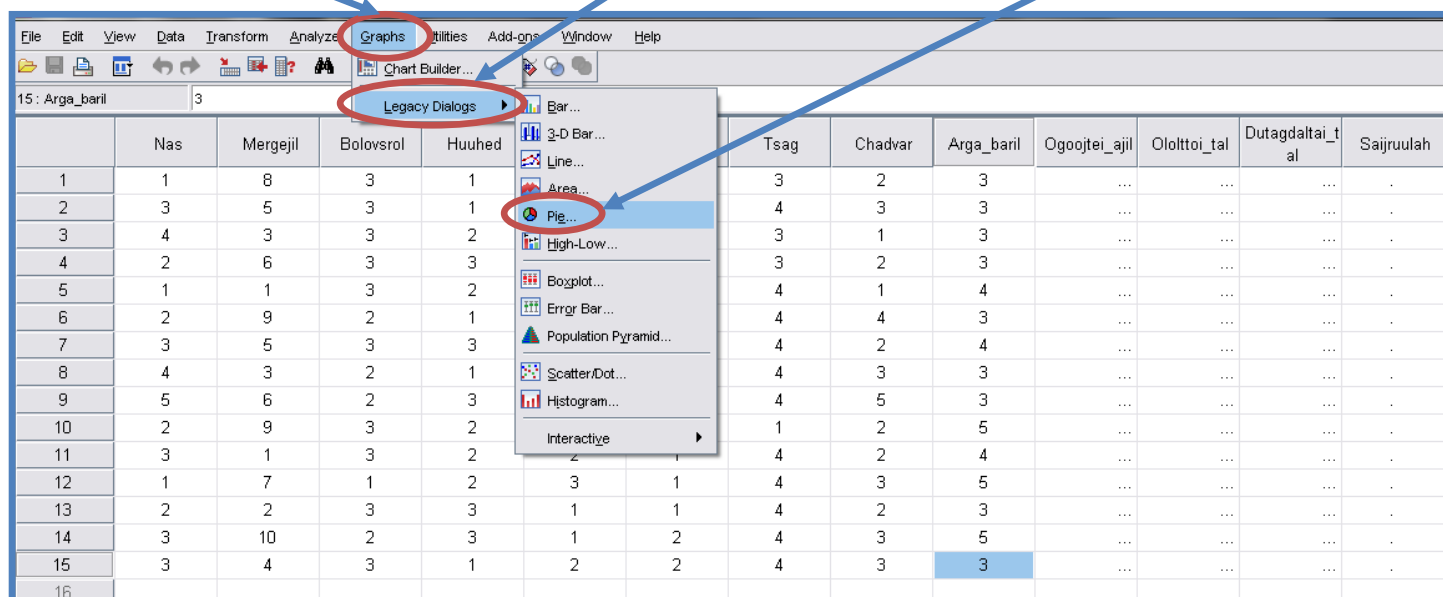 File Edit View Data Transform Analyze Graphs Utilities Add-ons Window Help
Chart Builder...
15 : Arga_baril 3
Legacy Dialogs
Bar...
3-D Bar...
Line...
Area...
Pie...
High-Low...
Boxplot...
Error Bar...
Population Pyramid...
Scatter/Dot...
Histogram...
Interactive
Nas Mergejil Bolovsrol Huuhed Tsag Chadvar Arga_baril Ogoojtei_ajil Ololttoi_tal Dutagdaltai_t
al Saijruulah
1 1 8 3 1 3 2 3 ... ... ... .
2 3 5 3 1 4 3 3 ... ... ... .
3 4 3 3 2 3 1 3 ... ... ... .
4 2 6 3 3 3 2 3 ... ... ... .
5 1 1 3 2 4 1 4 ... ... ... .
6 2 9 2 1 4 4 3 ... ... ... .
7 3 5 3 3 4 2 4 ... ... ... .
8 4 3 2 1 4 3 3 ... ... ... .
9 5 6 2 3 4 5 3 ... ... ... .
10 2 9 3 2 1 2 5 ... ... ... .
11 3 1 3 2 2 1 4 2 4 ... ... ... .
12 1 7 1 2 3 1 4 3 5 ... ... ... .
13 2 2 3 3 1 1 4 2 3 ... ... ... .
14 3 10 2 3 1 2 4 3 5 ... ... ... .
15 3 4 3 1 2 2 4 3 3 ... ... ... .
16